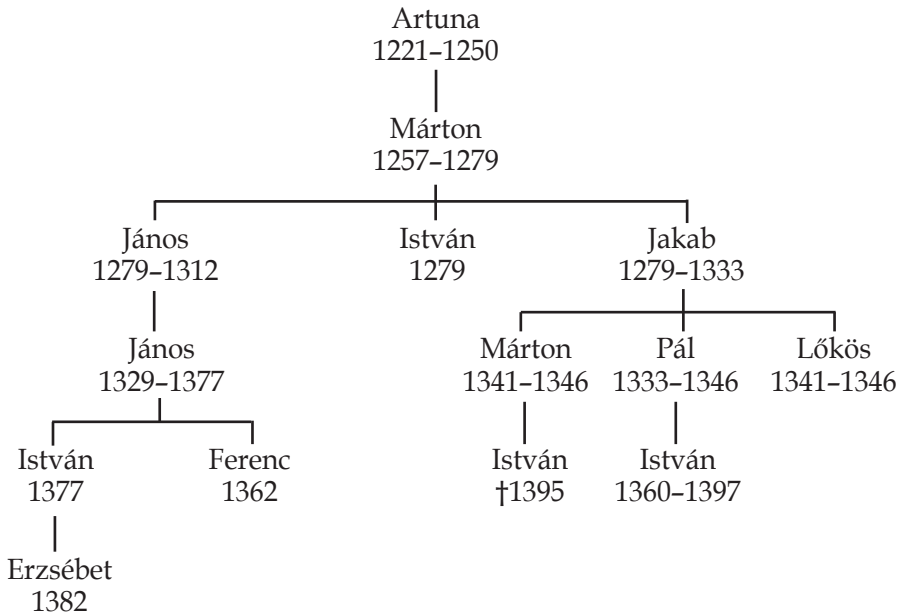 Artuna
1221–1250
Márton
1257–1279
János István Jakab
1279–1312 1279 1279–1333
János Márton Pál Lőkös
1329–1377 1341–1346 1333–1346 1341–1346
István Ferenc István István
1377 1362 †1395 1360–1397
Erzsébet
1382